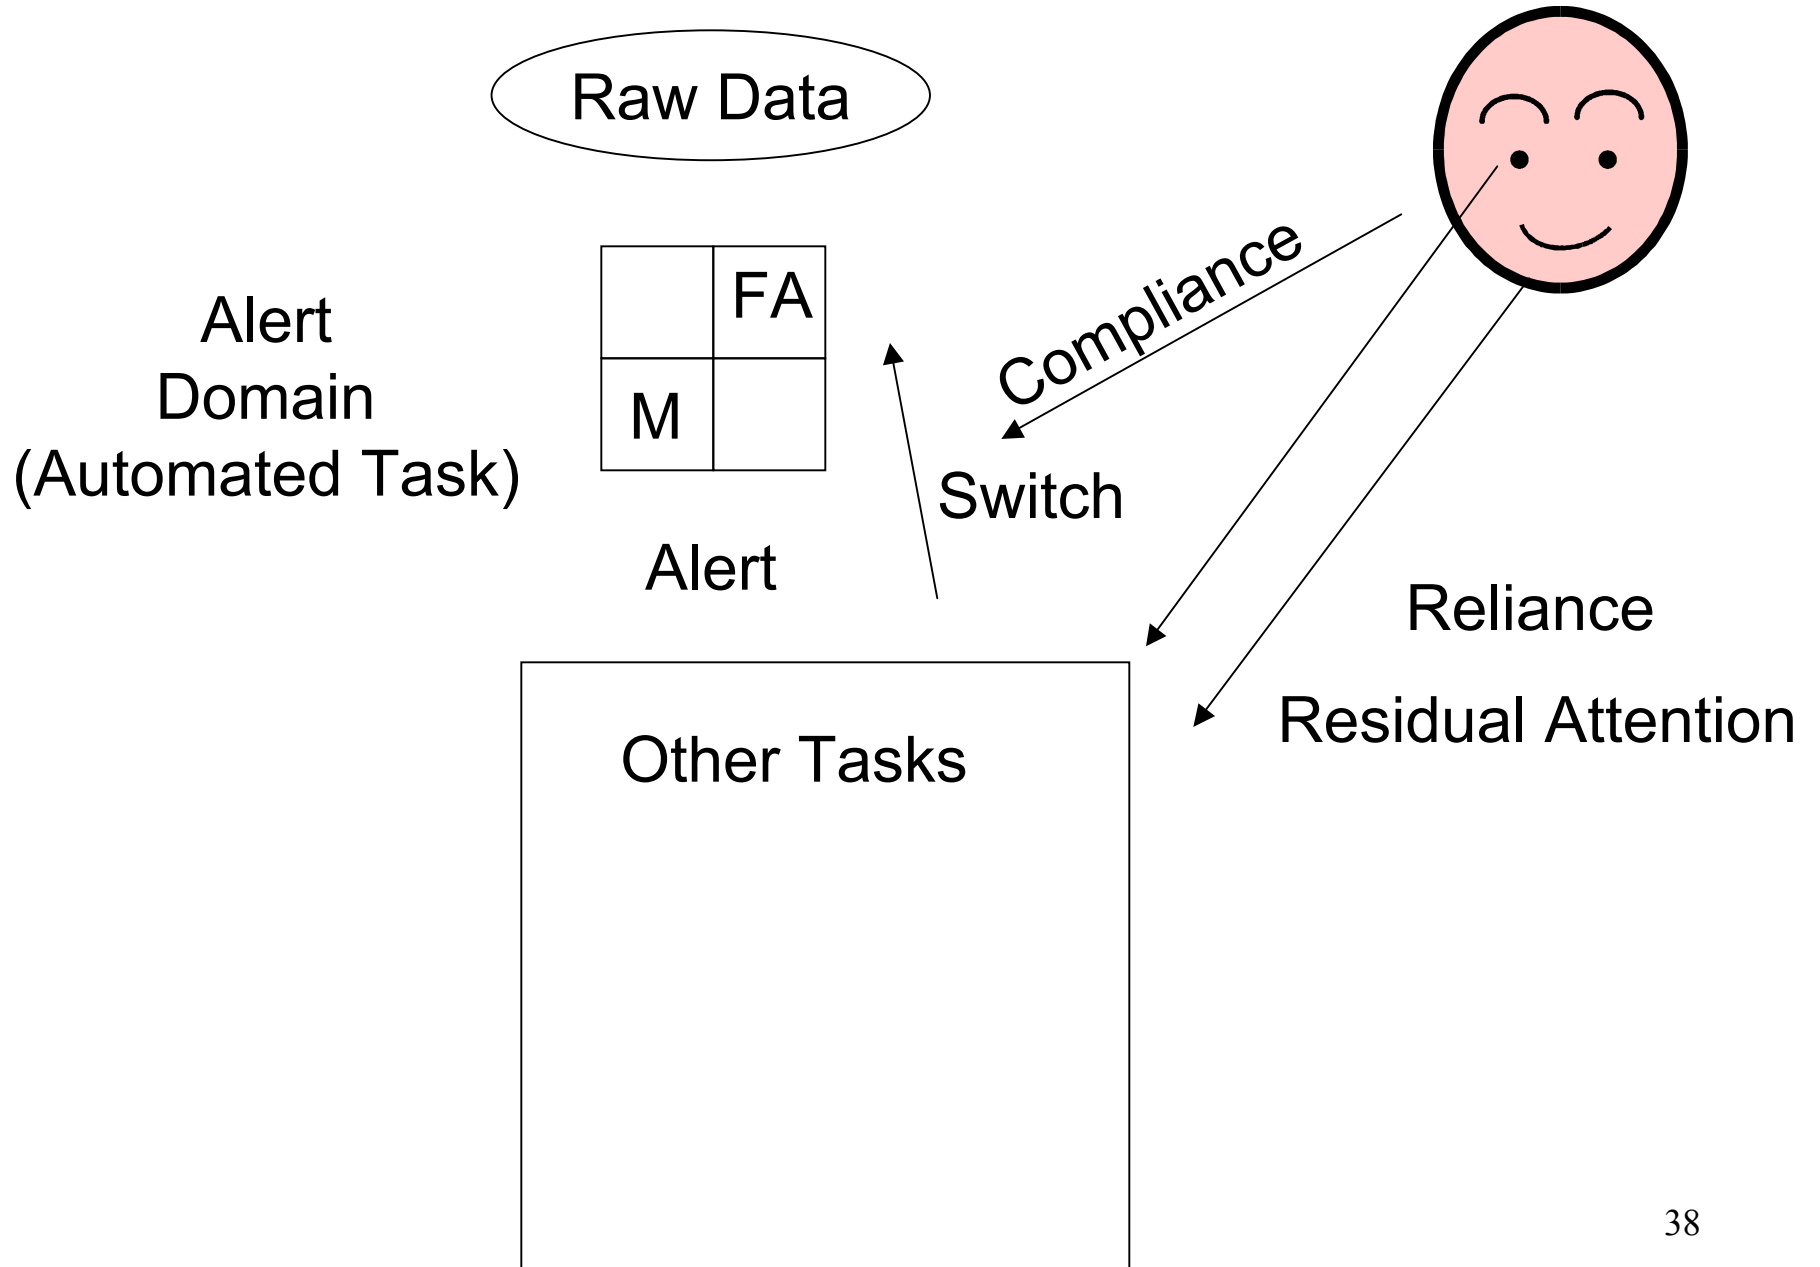 Raw Data
FA
M
Alert
Domain
(Automated Task)
Compliance
Switch
Alert
Reliance
Residual Attention
Other Tasks
38